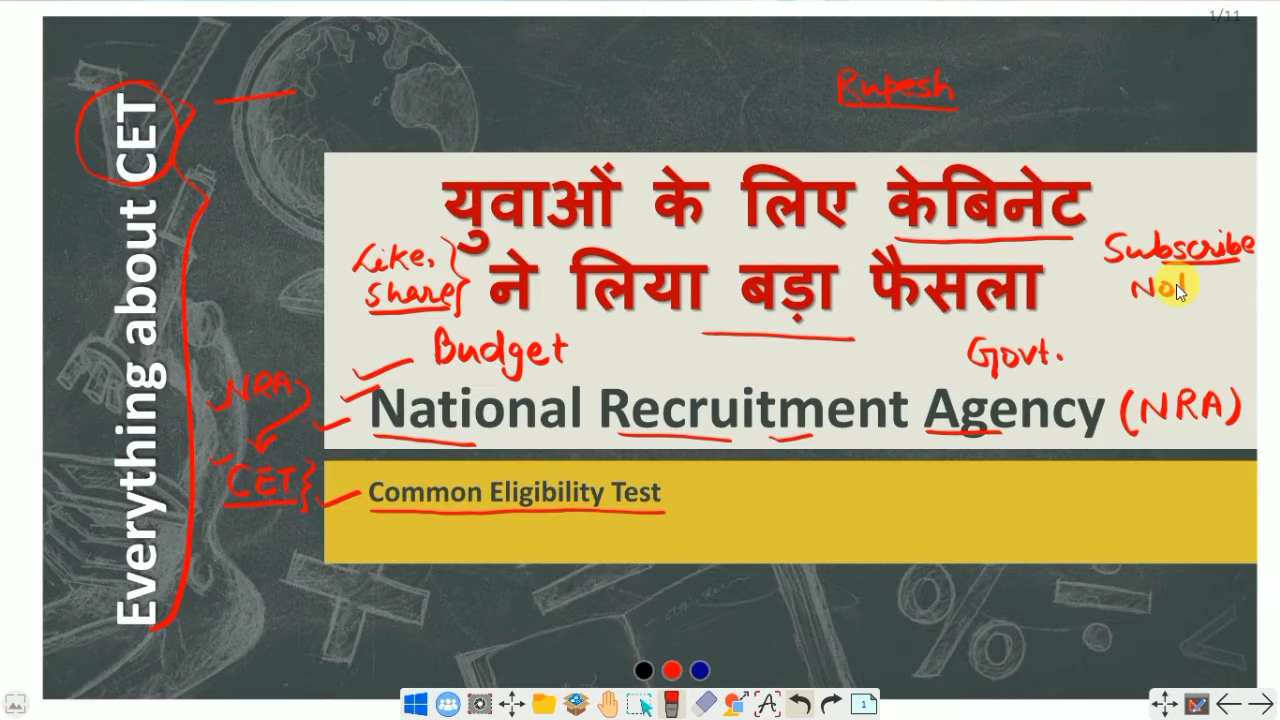 1/11
Rupesh
Everything about CET
युवाओं के लिए केबिनेट
ने लिया बड़ा फैसला
Like,
share
Subscribe
Budget
Govt.
NRA
National Recruitment Agency (NRA)
CET
Common Eligibility Test
1